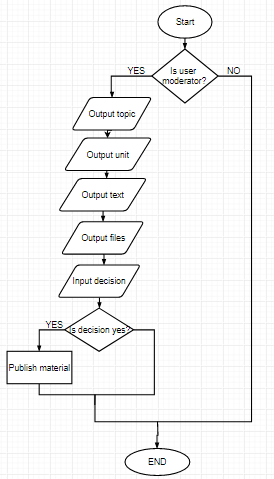 Start
Is user
moderator?
YES
NO
Output topic
Output unit
Output text
Output files
Input decision
Is decision yes?
YES
Publish material
END